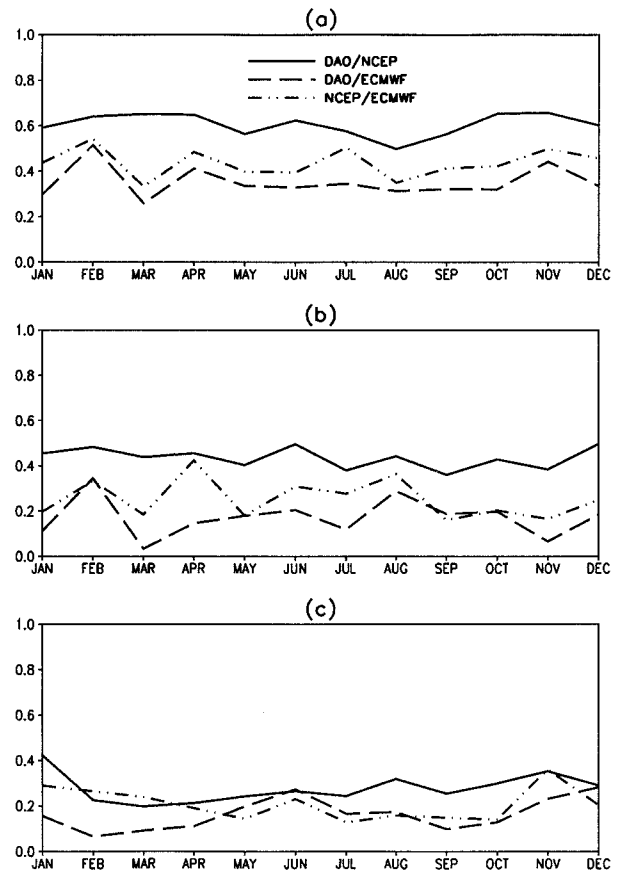 (a)
1.0
0.8
0.6
0.4
0.2
0.0
DAO/NCEP
DAO/ECMWF
NCEP/ECMWF
JAN FEB MAR APR MAY JUN JUL AUG SEP OCT NOV DEC
(b)
1.0
0.8
0.6
0.4
0.2
0.0
JAN FEB MAR APR MAY JUN JUL AUG SEP OCT NOV DEC
(c)
1.0
0.8
0.6
0.4
0.2
0.0
JAN FEB MAR APR MAY JUN JUL AUG SEP OCT NOV DEC